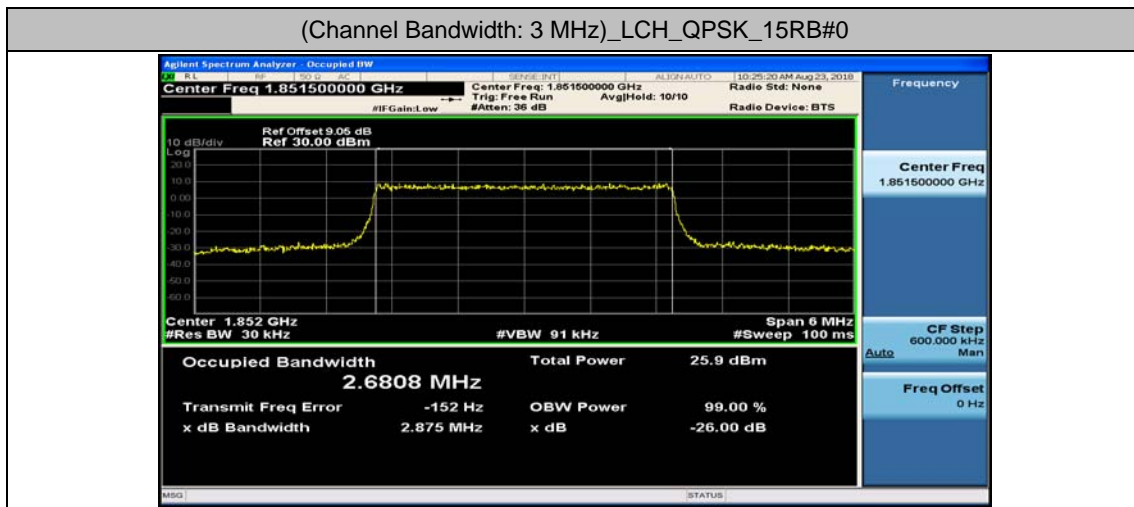 (Channel Bandwidth: 3 MHz)_LCH_QPSK_15RB#0
Agilent Spectrum Analyzer - Occupied BW
RL RF 50 Ω AC SENSE:INT ALIGN AUTO 10:25:20 AM Aug 23, 2018
Center Freq 1.851500000 GHz Center Freq: 1.851500000 GHz Radio Std: None
Trig: Free Run Avg|Hold: 10/10
#IFGain:Low #Atten: 36 dB Radio Device: BTS
Ref Offset 9.05 dB
10 dB/div Ref 30.00 dBm
Log
20.0
10.0
0.00
-10.0
-20.0
-30.0
-40.0
-50.0
-60.0
Center 1.852 GHz Span 6 MHz
#Res BW 30 kHz #VBW 91 kHz #Sweep 100 ms
Occupied Bandwidth Total Power 25.9 dBm
2.6808 MHz
Transmit Freq Error -152 Hz OBW Power 99.00 %
x dB Bandwidth 2.875 MHz x dB -26.00 dB
MSG STATUS
Frequency
Center Freq
1.851500000 GHz
CF Step
600.000 kHz
Auto Man
Freq Offset
0 Hz